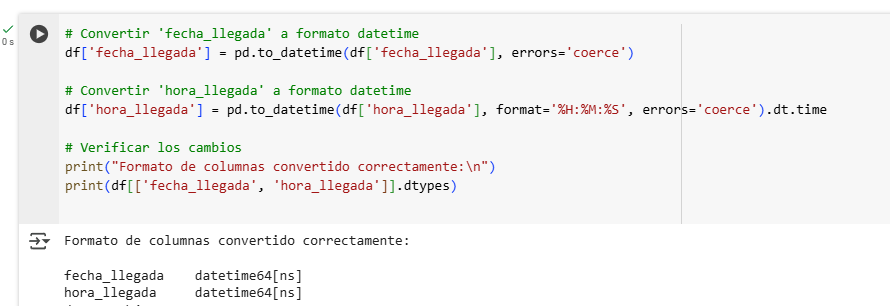 0 s
# Convertir 'fecha_llegada' a formato datetime
df['fecha_llegada'] = pd.to_datetime(df['fecha_llegada'], errors='coerce')
# Convertir 'hora_llegada' a formato datetime
df['hora_llegada'] = pd.to_datetime(df['hora_llegada'], format='%H:%M:%S', errors='coerce').dt.time
# Verificar los cambios
print("Formato de columnas convertido correctamente:\n")
print(df[['fecha_llegada', 'hora_llegada']].dtypes)
Formato de columnas convertido correctamente:
fecha_llegada    datetime64[ns]
hora_llegada     datetime64[ns]